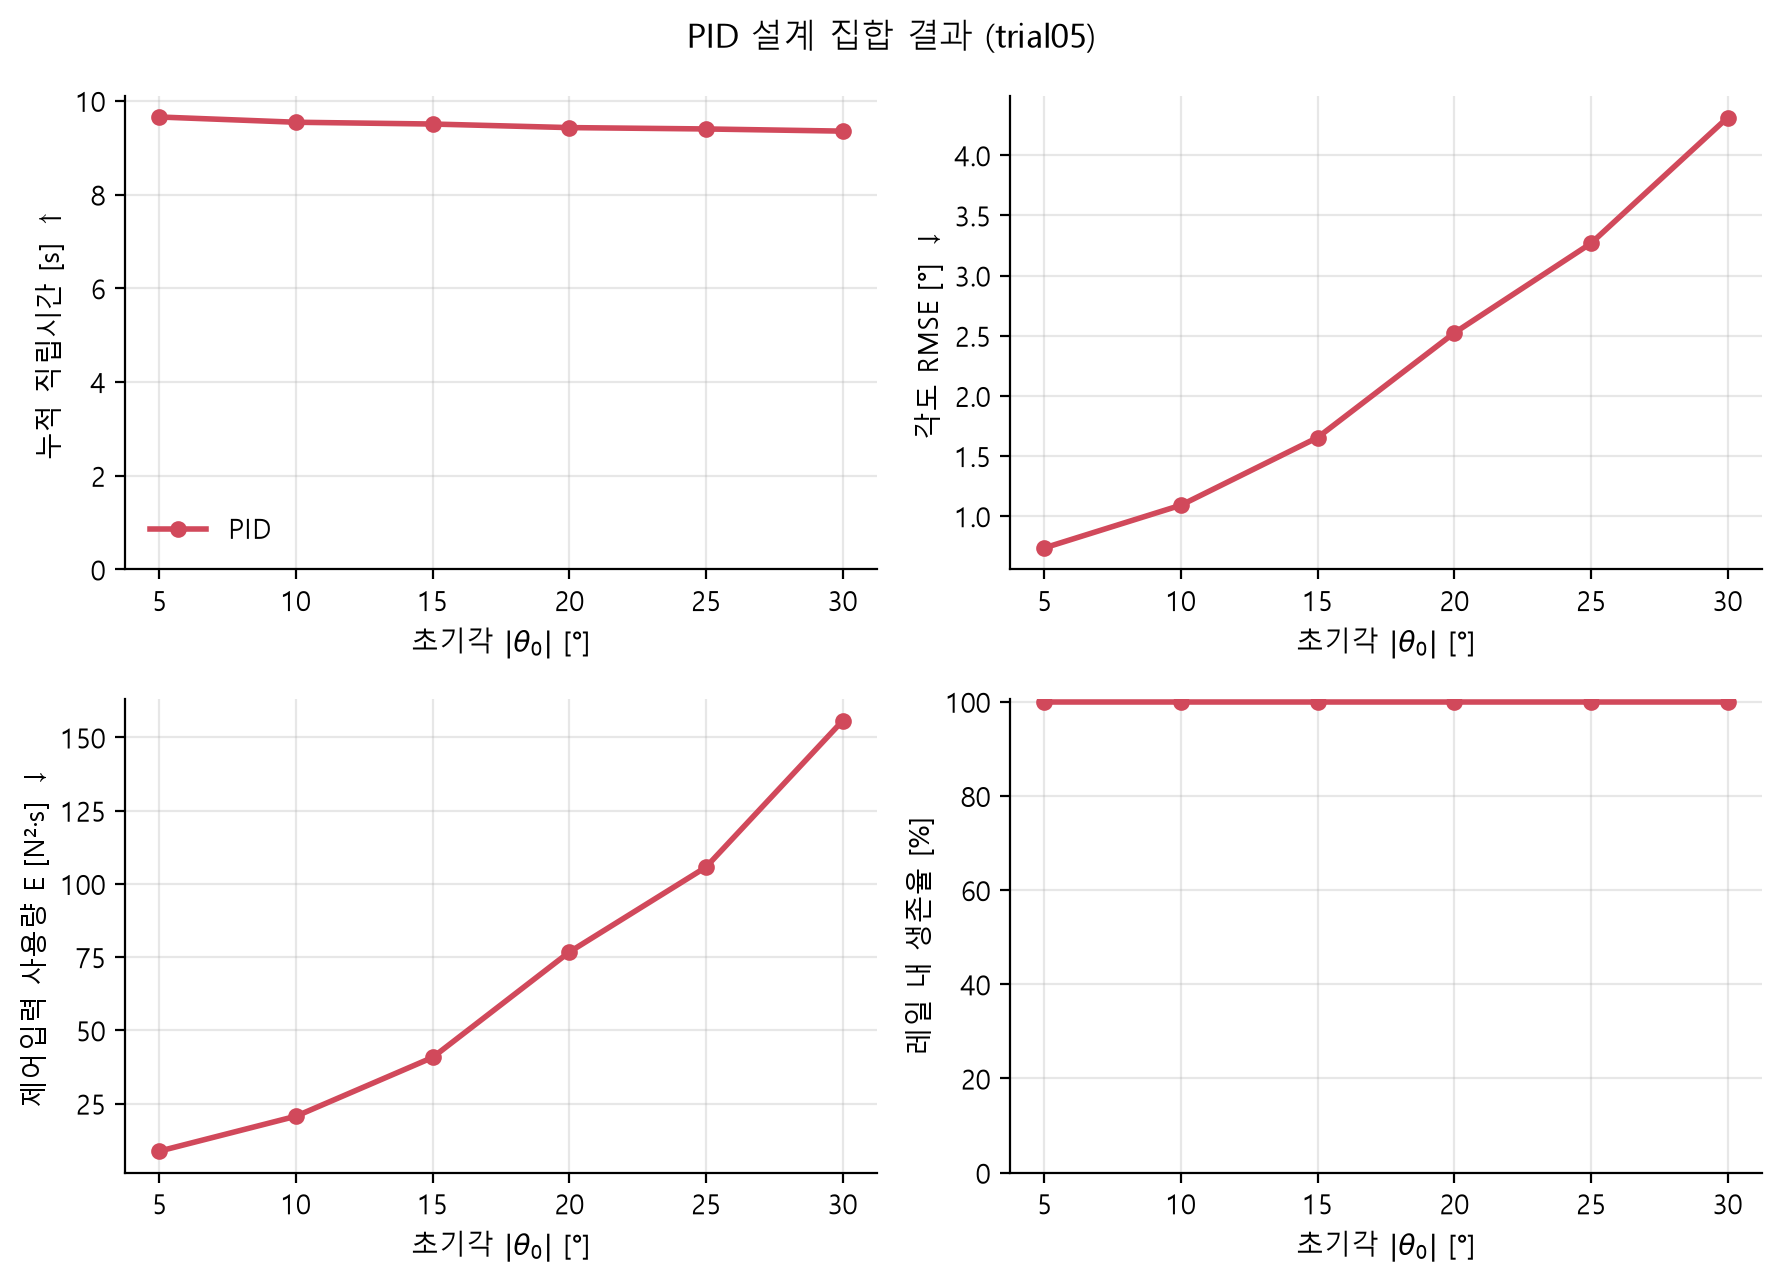 PID 설계 집합 결과 (trial05)
누적 직립시간 [s] ↑
10
8
6
4
2
0
PID
5 10 15 20 25 30
초기각 |θ₀| [°]
각도 RMSE [°] ↓
4.0
3.5
3.0
2.5
2.0
1.5
1.0
5 10 15 20 25 30
초기각 |θ₀| [°]
제어입력 사용량 E [N²·s] ↓
150
125
100
75
50
25
5 10 15 20 25 30
초기각 |θ₀| [°]
레일 내 생존율 [%]
100
80
60
40
20
0
5 10 15 20 25 30
초기각 |θ₀| [°]